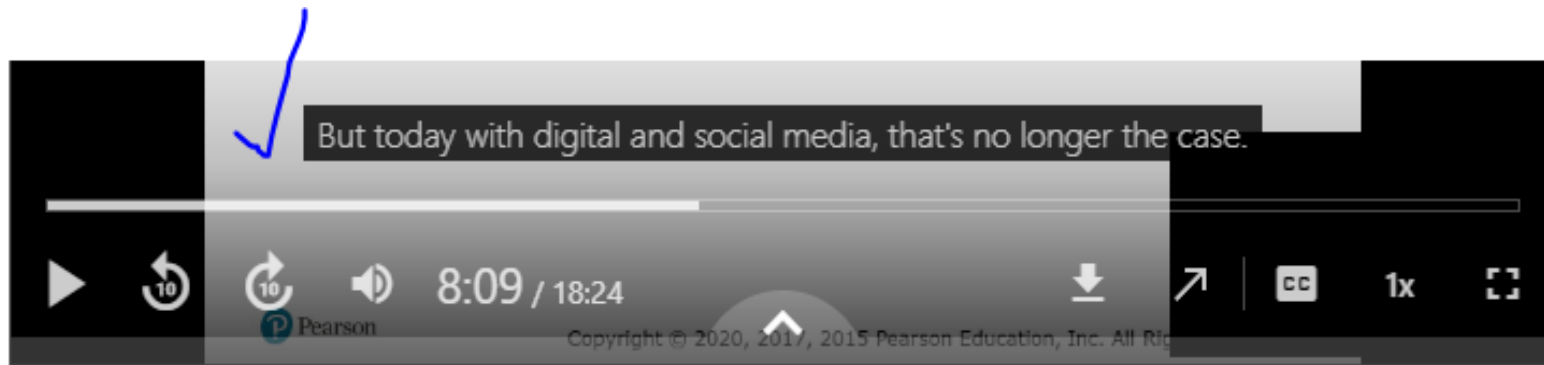 But today with digital and social media, that's no longer the case.
10 10 8:09 / 18:24 CC 1x
Pearson
Copyright © 2020, 2017, 2015 Pearson Education, Inc. All